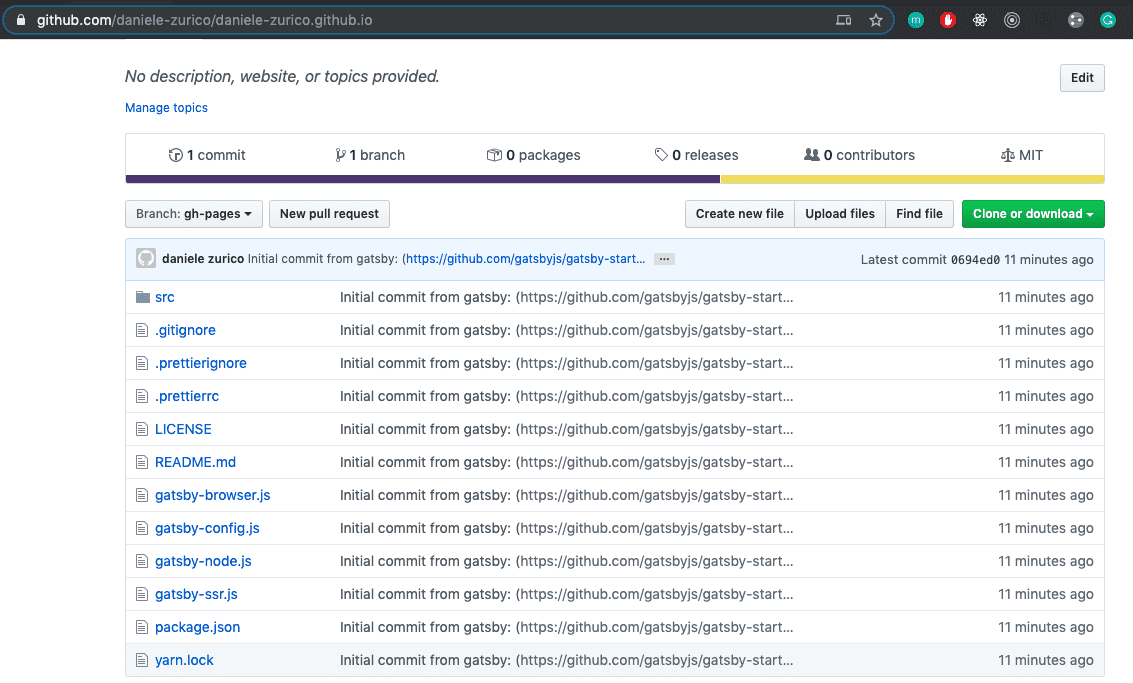 github.com/daniele-zurico/daniele-zurico.github.io
No description, website, or topics provided.
Edit
Manage topics
1 commit 1 branch 0 packages 0 releases 0 contributors MIT
Branch: gh-pages New pull request Create new file Upload files Find file Clone or download
daniele zurico Initial commit from gatsby: (https://github.com/gatsbyjs/gatsby-start... ... Latest commit 0694ed0 11 minutes ago
src Initial commit from gatsby: (https://github.com/gatsbyjs/gatsby-start... 11 minutes ago
.gitignore Initial commit from gatsby: (https://github.com/gatsbyjs/gatsby-start... 11 minutes ago
.prettierignore Initial commit from gatsby: (https://github.com/gatsbyjs/gatsby-start... 11 minutes ago
.prettierrc Initial commit from gatsby: (https://github.com/gatsbyjs/gatsby-start... 11 minutes ago
LICENSE Initial commit from gatsby: (https://github.com/gatsbyjs/gatsby-start... 11 minutes ago
README.md Initial commit from gatsby: (https://github.com/gatsbyjs/gatsby-start... 11 minutes ago
gatsby-browser.js Initial commit from gatsby: (https://github.com/gatsbyjs/gatsby-start... 11 minutes ago
gatsby-config.js Initial commit from gatsby: (https://github.com/gatsbyjs/gatsby-start... 11 minutes ago
gatsby-node.js Initial commit from gatsby: (https://github.com/gatsbyjs/gatsby-start... 11 minutes ago
gatsby-ssr.js Initial commit from gatsby: (https://github.com/gatsbyjs/gatsby-start... 11 minutes ago
package.json Initial commit from gatsby: (https://github.com/gatsbyjs/gatsby-start... 11 minutes ago
yarn.lock Initial commit from gatsby: (https://github.com/gatsbyjs/gatsby-start... 11 minutes ago